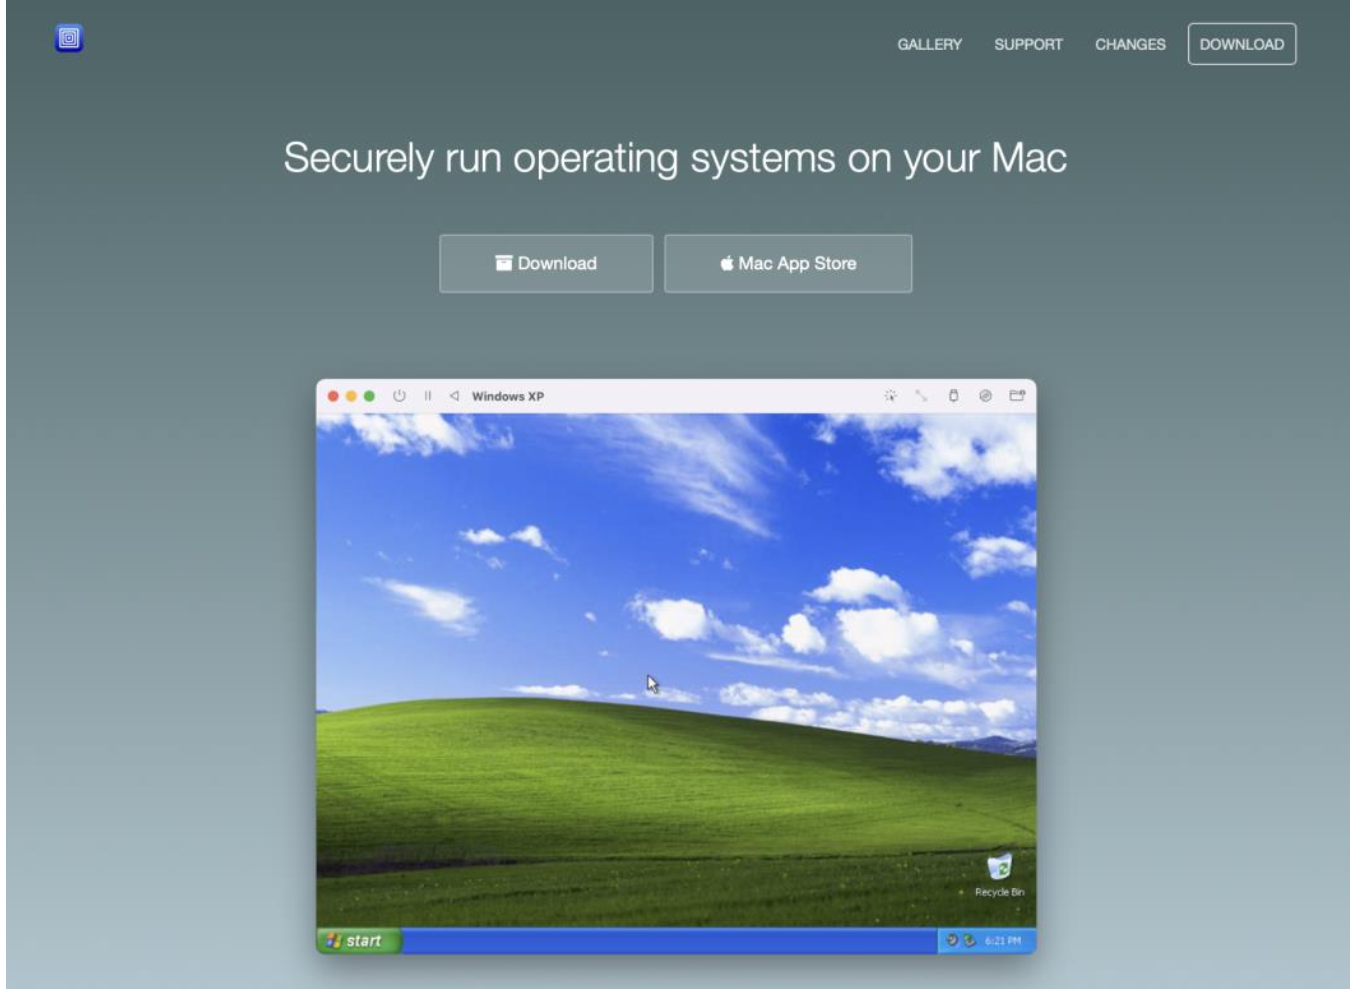 GALLERY SUPPORT CHANGES DOWNLOAD
Securely run operating systems on your Mac
Download Mac App Store
Windows XP
Recycle Bin
start 6:21 PM